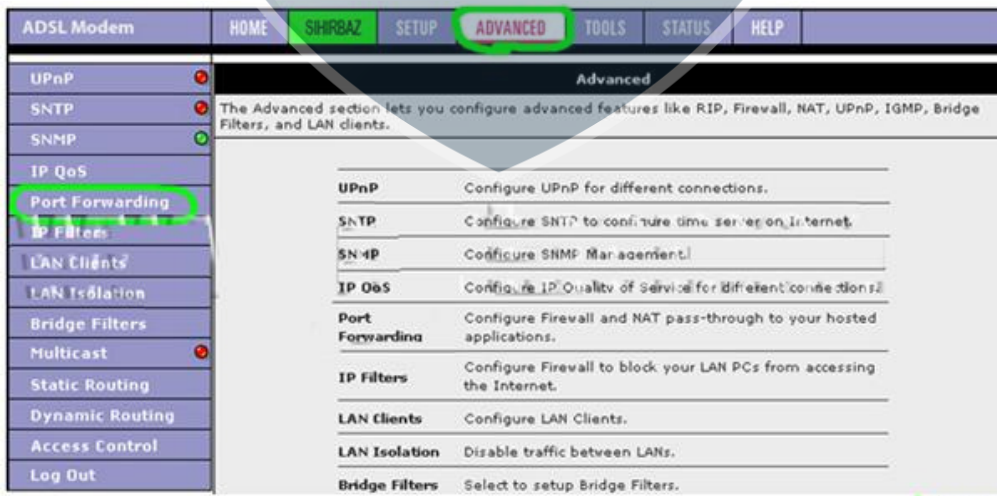 ADSL Modem HOME SIHIRBAZ SETUP ADVANCED TOOLS STATUS HELP
UPnP
SNTP
SNMP
IP QoS
Port Forwarding
IP Filters
LAN Clients
LAN Isolation
Bridge Filters
Multicast
Static Routing
Dynamic Routing
Access Control
Log Out
Advanced
The Advanced section lets you configure advanced features like RIP, Firewall, NAT, UPnP, IGMP, Bridge
Filters, and LAN clients.
UPnP Configure UPnP for different connections.
SNTP Configure SNTP to configure time server on Internet.
SNMP Configure SNMP Management.
IP QoS Configure IP Quality of Service for different connections.
Port Configure Firewall and NAT pass-through to your hosted
Forwarding applications.
IP Filters Configure Firewall to block your LAN PCs from accessing
the Internet.
LAN Clients Configure LAN Clients.
LAN Isolation Disable traffic between LANs.
Bridge Filters Select to setup Bridge Filters.